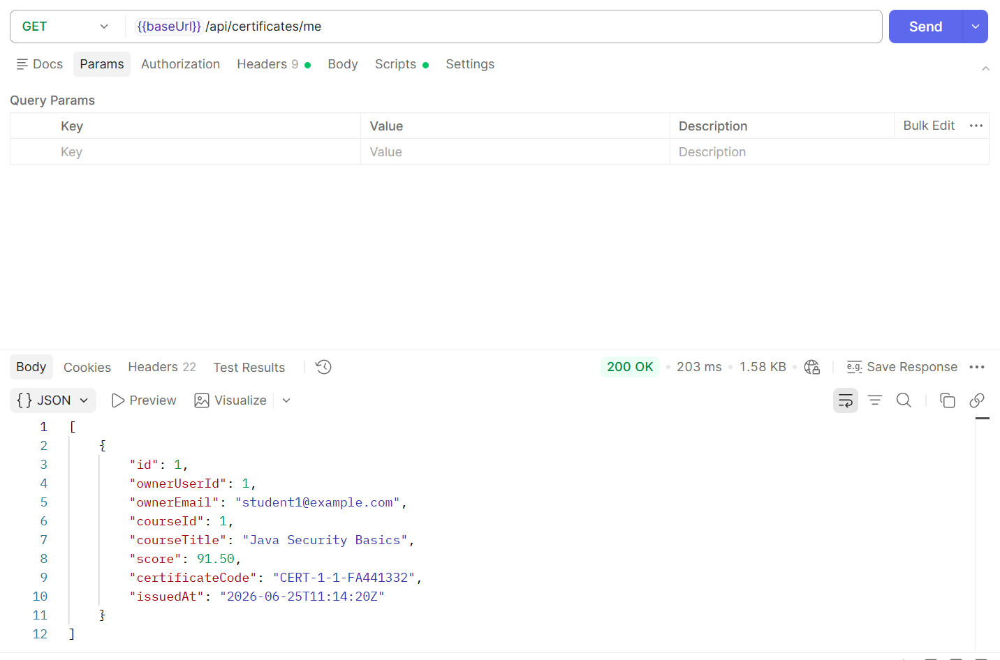 GET {{baseUrl}} /api/certificates/me Send
Docs Params Authorization Headers 9 Body Scripts Settings
Query Params
Key Value Description Bulk Edit
Key Value Description
Body Cookies Headers 22 Test Results 200 OK 203 ms 1.58 KB e.g. Save Response
{} JSON Preview Visualize
1 [
2 {
3 "id": 1,
4 "ownerUserId": 1,
5 "ownerEmail": "student1@example.com",
6 "courseId": 1,
7 "courseTitle": "Java Security Basics",
8 "score": 91.50,
9 "certificateCode": "CERT-1-1-FA441332",
10 "issuedAt": "2026-06-25T11:14:20Z"
11 }
12 ]